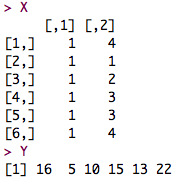 > X
[,1] [,2]
[1,] 1 4
[2,] 1 1
[3,] 1 2
[4,] 1 3
[5,] 1 3
[6,] 1 4
> Y
[1] 16 5 10 15 13 22